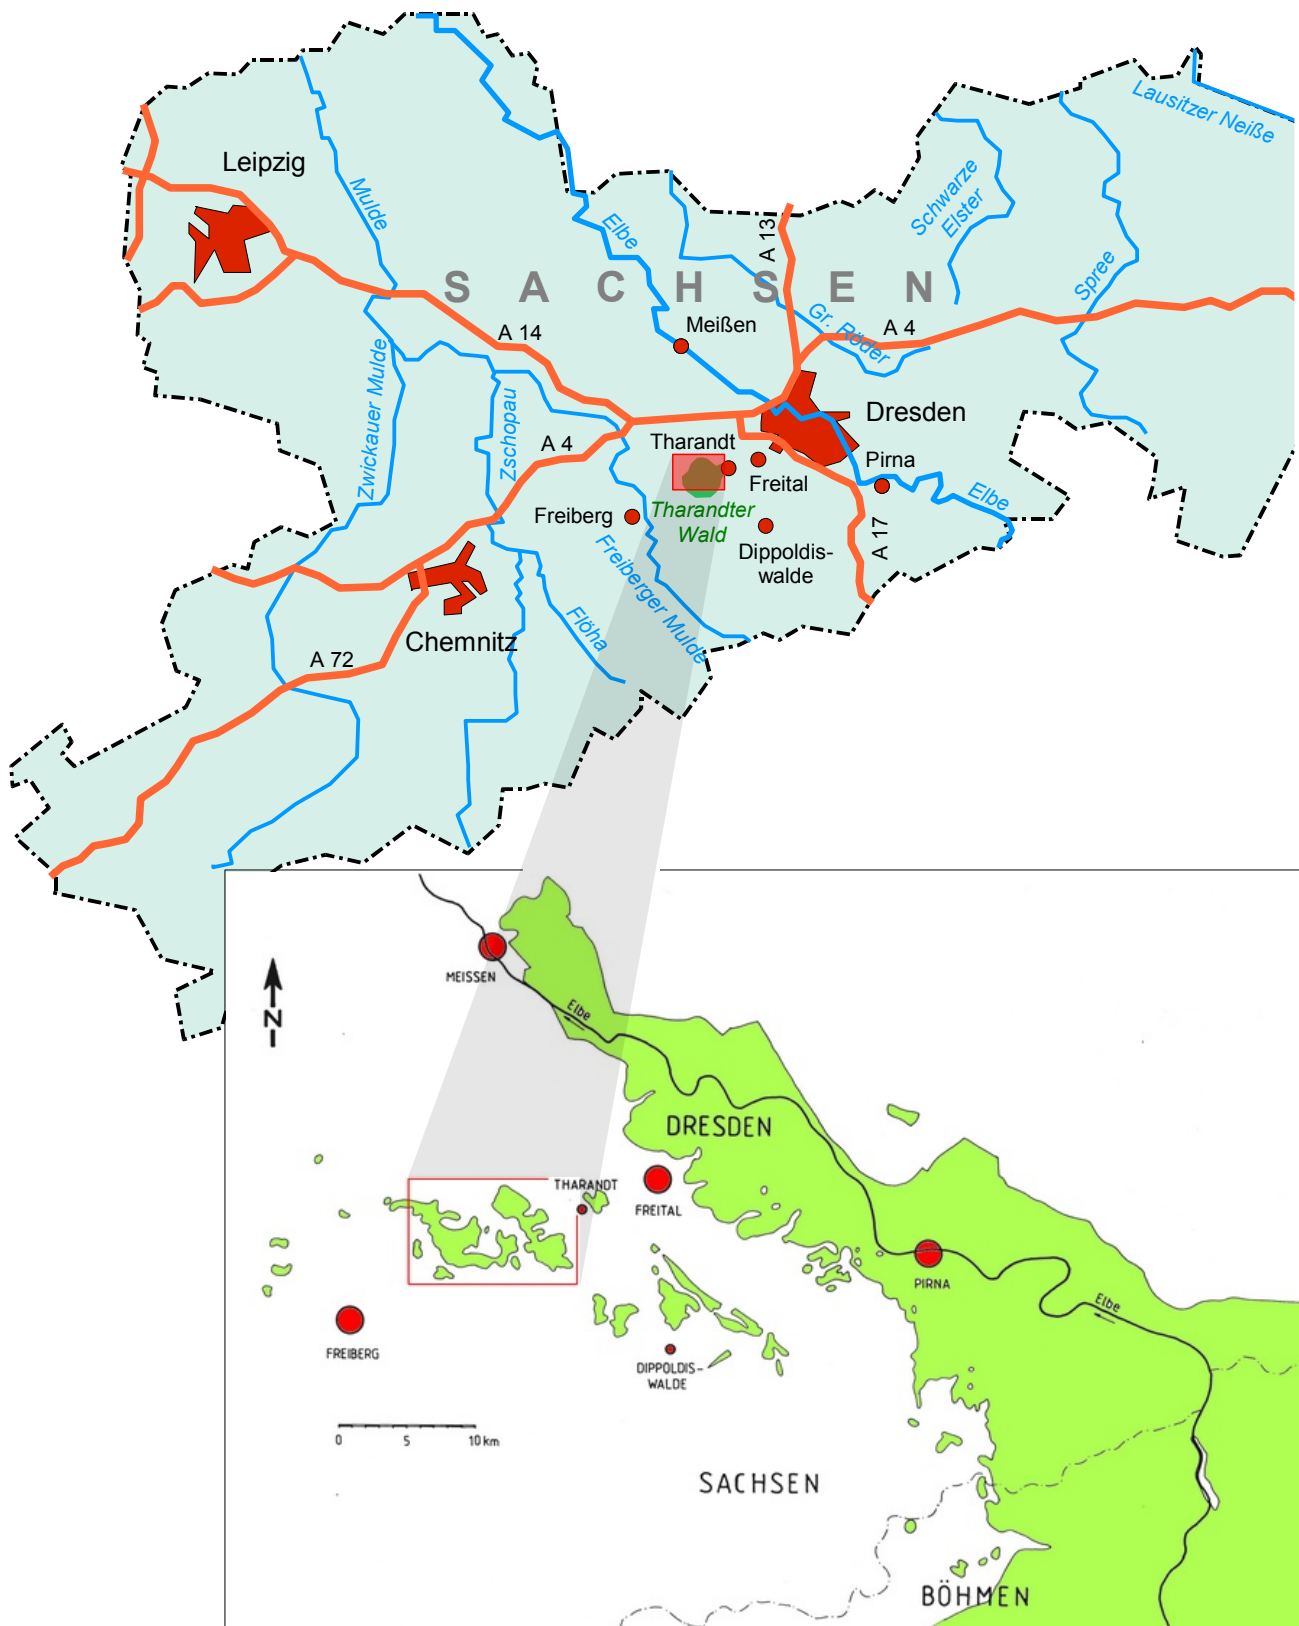 Lausitzer Neiße
Leipzig
Mulde
Elbe
Schwarze
Elster
A 13
Spree
S A C H S E N
Meißen
Gr. Röder
A 4
A 14
Zwickauer Mulde
Zschopau
Dresden
A 4
Tharandt
Pirna
Freital
Elbe
Tharandter
Wald
Freiberg
A 17
Dippoldis-
walde
Freiberger Mulde
Flöha
Chemnitz
A 72
MEISSEN
N
Elbe
DRESDEN
THARANDT
FREITAL
PIRNA
Elbe
FREIBERG
DIPPOLDIS-
WALDE
0 5 10 km
SACHSEN
BÖHMEN